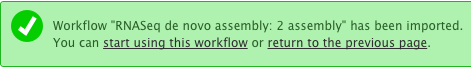 Workflow "RNASeq de novo assembly: 2 assembly" has been imported.
You can start using this workflow or return to the previous page.